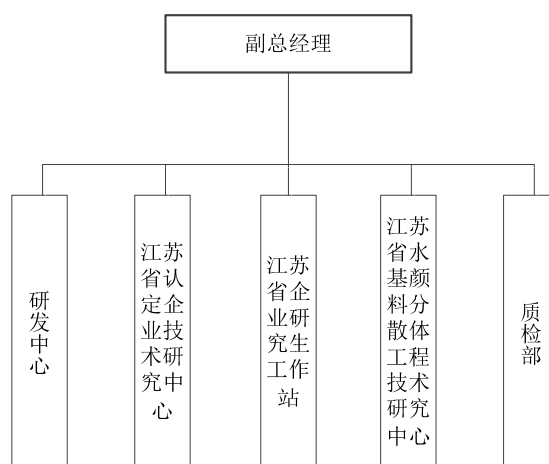 副总经理
研发中心
江苏省认定企业技术研究中心
江苏省企业研究生工作站
江苏省水基颜料分散体工程技术研究中心
质检部